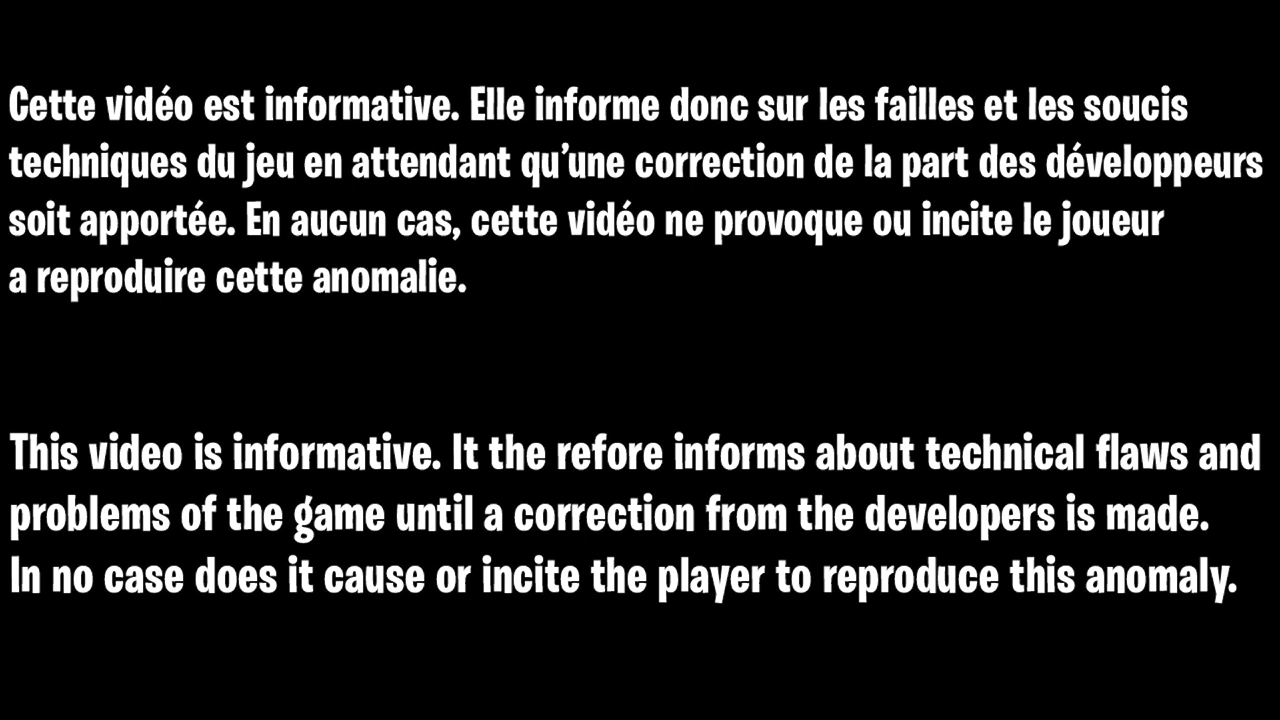 Cette vidéo est informative. Elle informe donc sur les failles et les soucis
techniques du jeu en attendant qu'une correction de la part des développeurs
soit apportée. En aucun cas, cette vidéo ne provoque ou incite le joueur
a reproduire cette anomalie.
This video is informative. It the refore informs about technical flaws and
problems of the game until a correction from the developers is made.
In no case does it cause or incite the player to reproduce this anomaly.